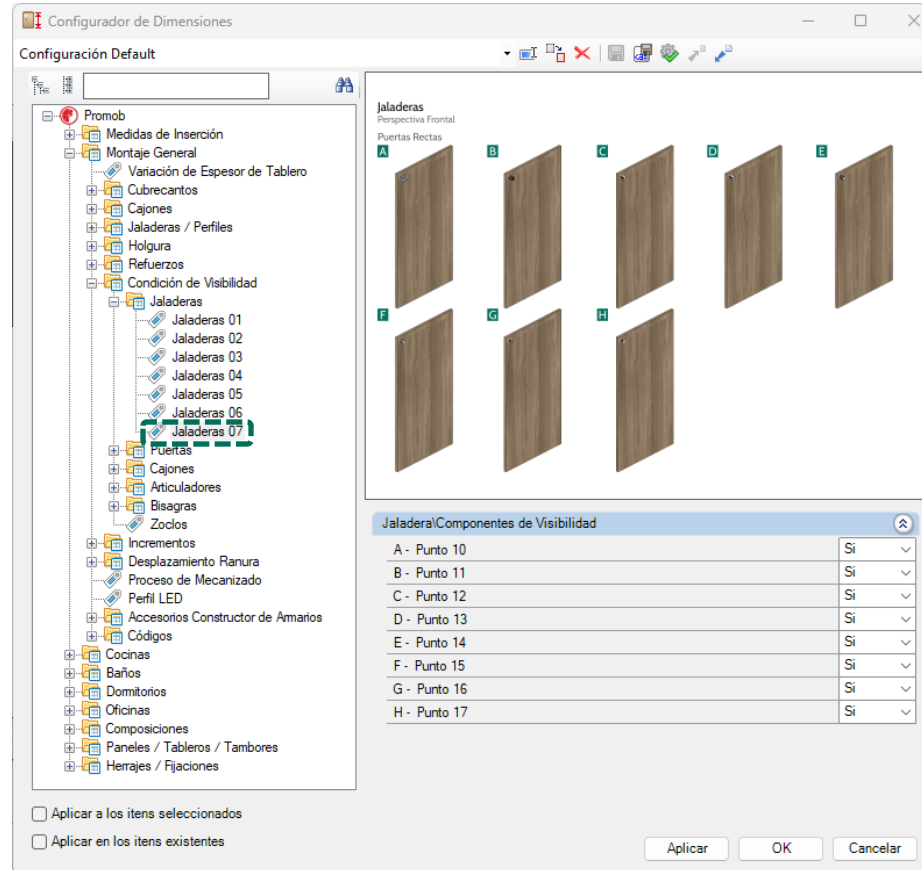 Configurador de Dimensiones
Configuración Default
Promob
Medidas de Inserción
Montaje General
Variación de Espesor de Tablero
Cubrecantos
Cajones
Jaladeras / Perfiles
Holgura
Refuerzos
Condición de Visibilidad
Jaladeras
Jaladeras 01
Jaladeras 02
Jaladeras 03
Jaladeras 04
Jaladeras 05
Jaladeras 06
Jaladeras 07
Puertas
Cajones
Articuladores
Bisagras
Zoclos
Incrementos
Desplazamiento Ranura
Proceso de Mecanizado
Perfil LED
Accesorios Constructor de Armarios
Códigos
Cocinas
Baños
Dormitorios
Oficinas
Composiciones
Paneles / Tableros / Tambores
Herrajes / Fijaciones
Jaladeras
Perspectiva Frontal
Puertas Rectas
A B C D E
F G H
Jaladera\Componentes de Visibilidad
A - Punto 10 Si
B - Punto 11 Si
C - Punto 12 Si
D - Punto 13 Si
E - Punto 14 Si
F - Punto 15 Si
G - Punto 16 Si
H - Punto 17 Si
Aplicar a los itens seleccionados
Aplicar en los itens existentes
Aplicar OK Cancelar